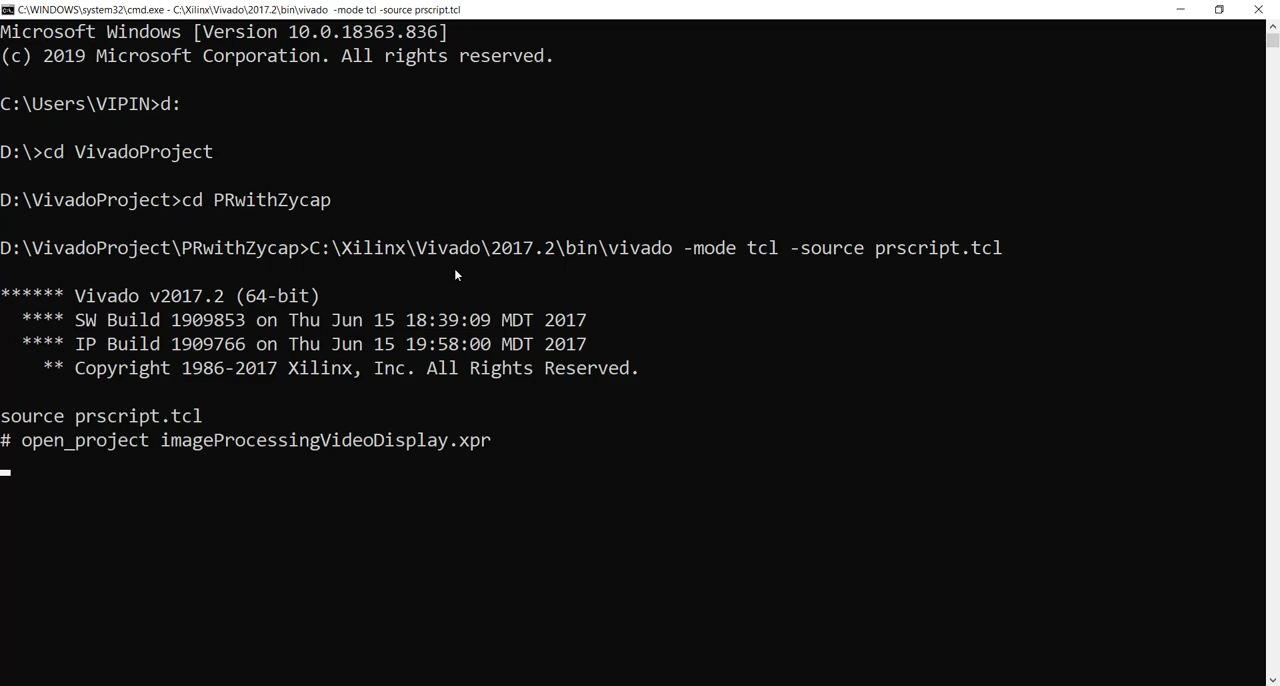 C:\WINDOWS\system32\cmd.exe - C:\Xilinx\Vivado\2017.2\bin\vivado -mode tcl -source prscript.tcl
Microsoft Windows [Version 10.0.18363.836]
(c) 2019 Microsoft Corporation. All rights reserved.
C:\Users\VIPIN>d:
D:\>cd VivadoProject
D:\VivadoProject>cd PRwithZycap
D:\VivadoProject\PRwithZycap>C:\Xilinx\Vivado\2017.2\bin\vivado -mode tcl -source prscript.tcl
****** Vivado v2017.2 (64-bit)
**** SW Build 1909853 on Thu Jun 15 18:39:09 MDT 2017
**** IP Build 1909766 on Thu Jun 15 19:58:00 MDT 2017
** Copyright 1986-2017 Xilinx, Inc. All Rights Reserved.
source prscript.tcl
# open_project imageProcessingVideoDisplay.xpr